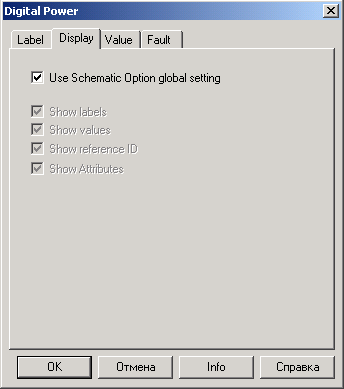 Digital Power
Label Display Value Fault
Use Schematic Option global setting
Show labels
Show values
Show reference ID
Show Attributes
OK Отмена Info Справка